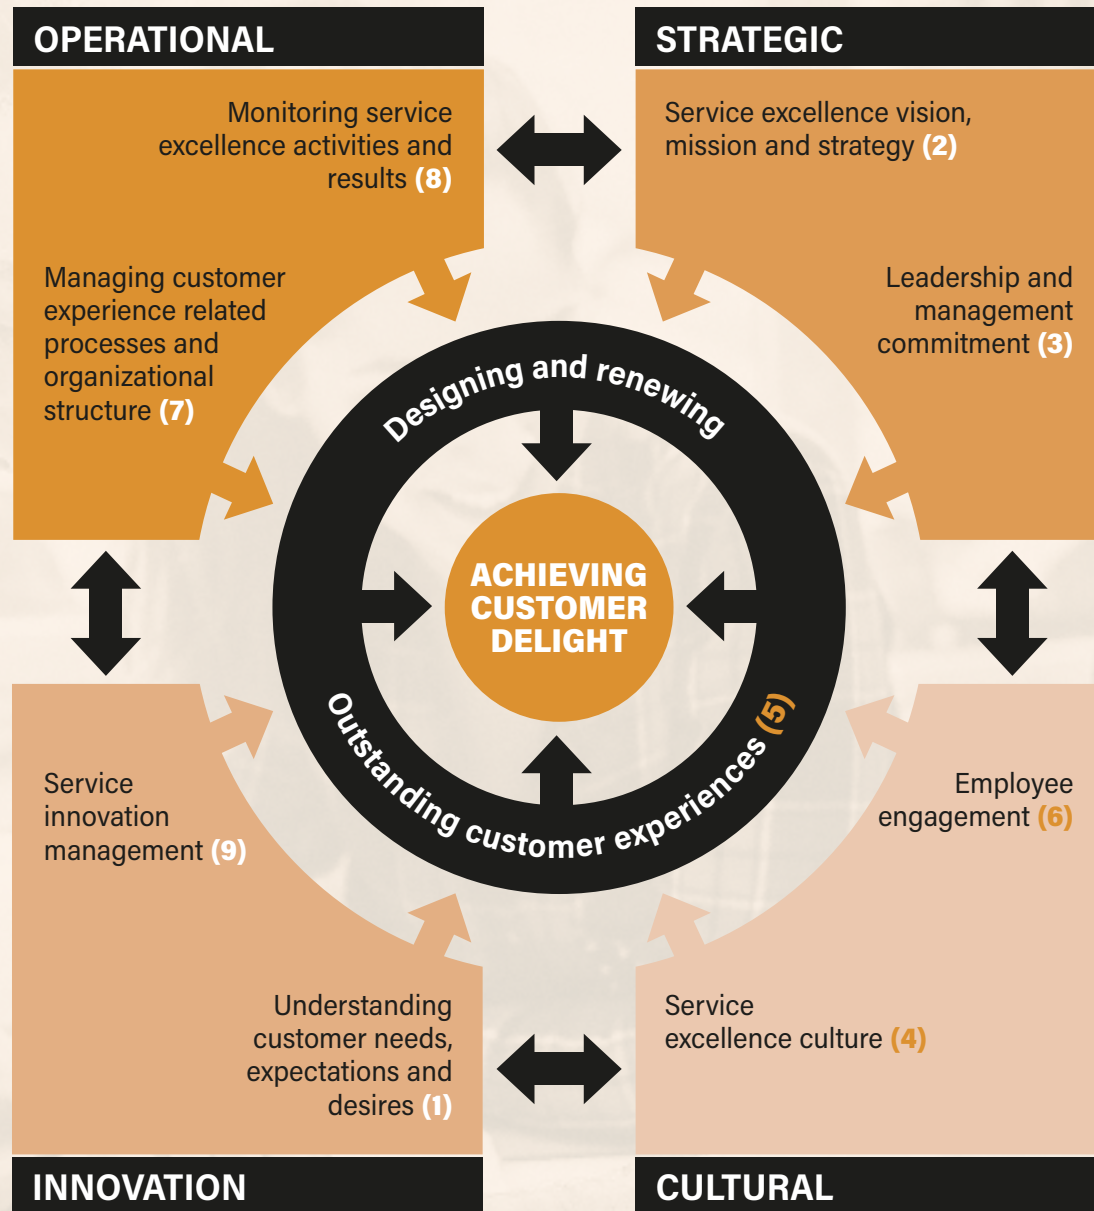 OPERATIONAL
Monitoring service
excellence activities and
results (8)
Managing customer
experience related
processes and
organizational
structure (7)
STRATEGIC
Service excellence vision,
mission and strategy (2)
Leadership and
management
commitment (3)
Designing and renewing
ACHIEVING
CUSTOMER
DELIGHT
Outstanding customer experiences (5)
Service
innovation
management (9)
Understanding
customer needs,
expectations and
desires (1)
INNOVATION
Employee
engagement (6)
Service
excellence culture (4)
CULTURAL